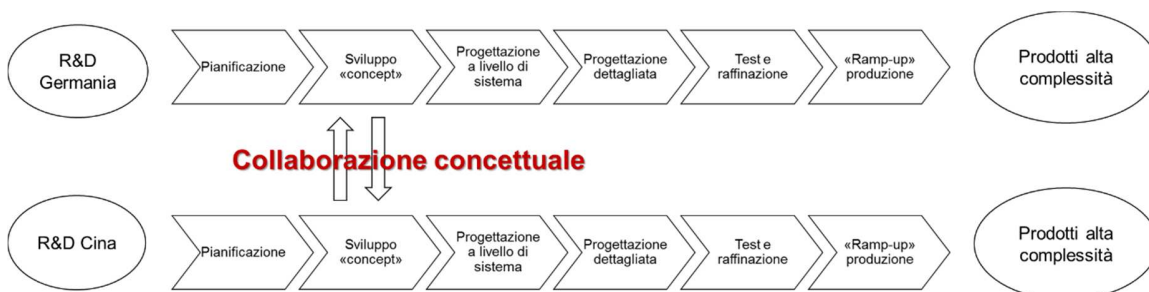 R&D
Germania
Pianificazione
Sviluppo
«concept»
Progettazione
a livello di
sistema
Progettazione
dettagliata
Test e
raffinazione
«Ramp-up»
produzione
Prodotti alta
complessità
Collaborazione concettuale
R&D Cina
Pianificazione
Sviluppo
«concept»
Progettazione
a livello di
sistema
Progettazione
dettagliata
Test e
raffinazione
«Ramp-up»
produzione
Prodotti alta
complessità